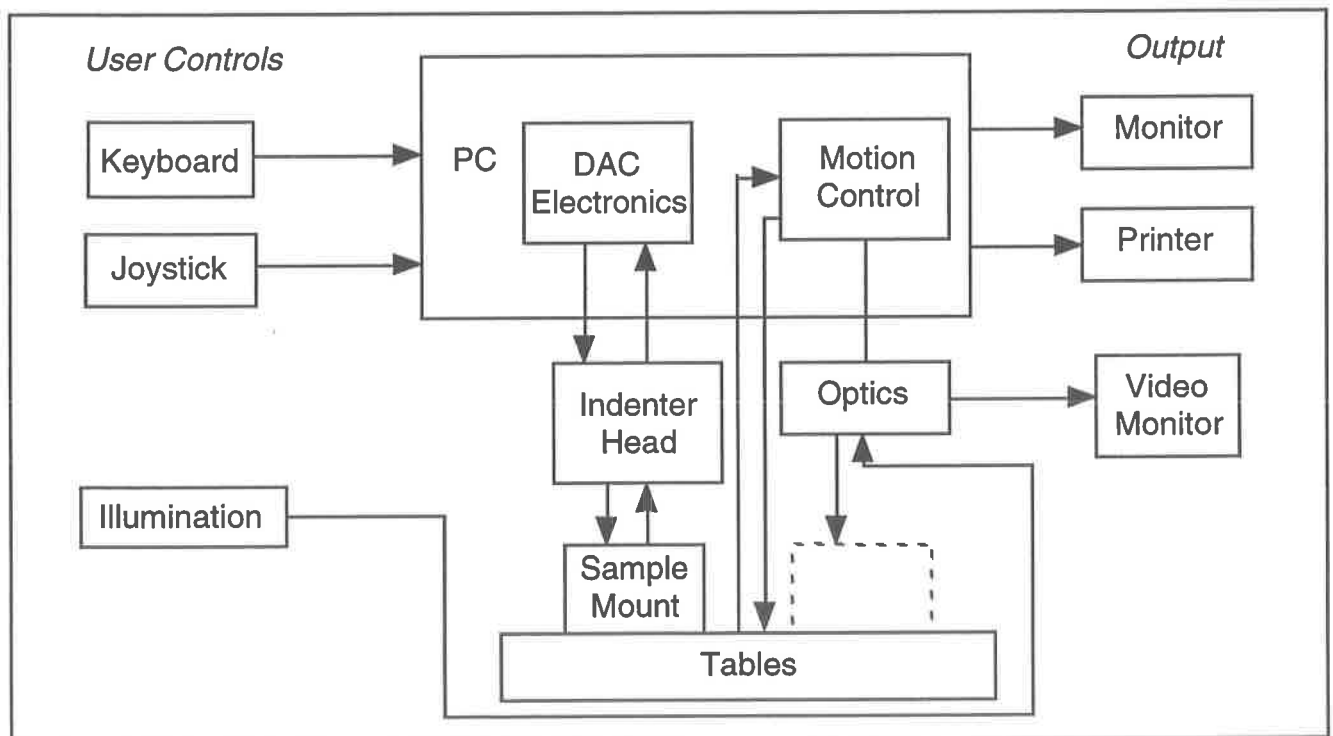 User Controls
Output
Keyboard
Joystick
PC
DAC
Electronics
Motion
Control
Monitor
Printer
Indenter
Head
Optics
Video
Monitor
Illumination
Sample
Mount
Tables